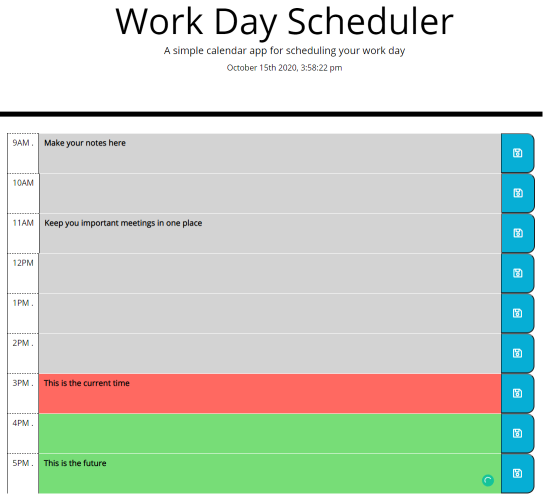 Work Day Scheduler
A simple calendar app for scheduling your work day
October 15th 2020, 3:58:22 pm
9AM . Make your notes here
10AM
11AM Keep you important meetings in one place
12PM
1PM .
2PM .
3PM . This is the current time
4PM .
5PM . This is the future